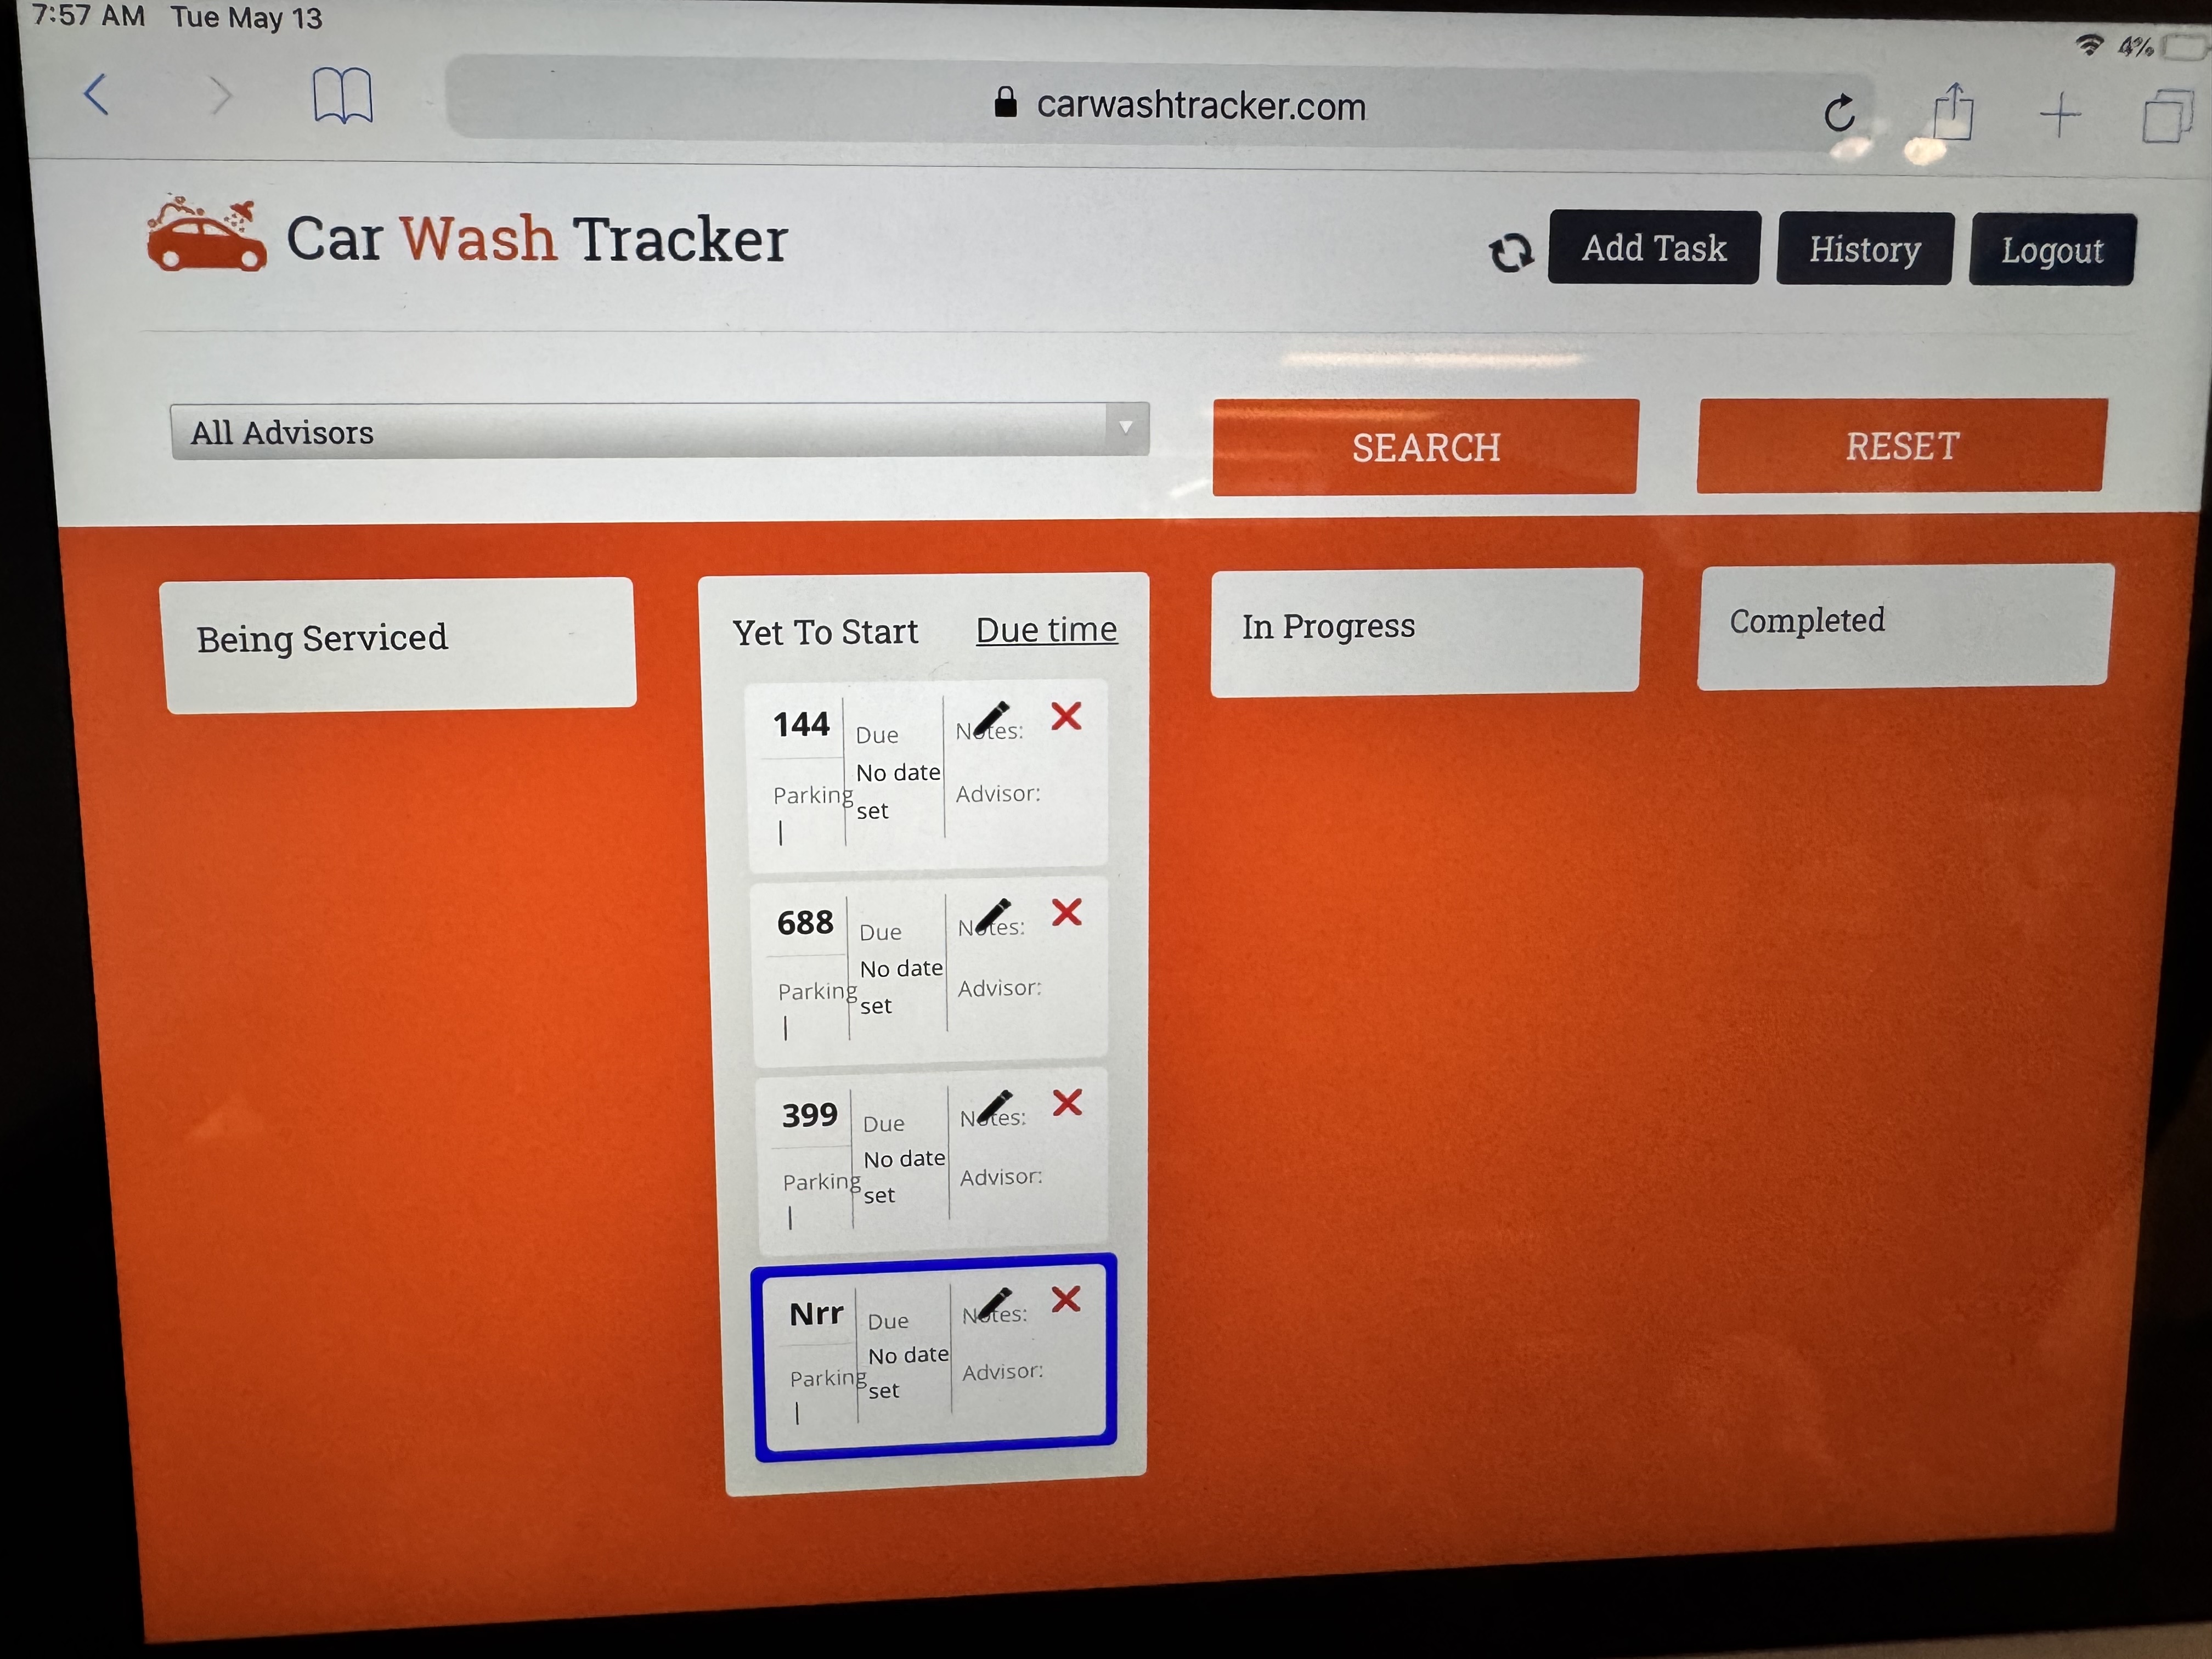 7:57 AM Tue May 13
4%
carwashtracker.com
Car Wash Tracker
Add Task
History
Logout
All Advisors
SEARCH
RESET
Being Serviced
Yet To Start
Due time
In Progress
Completed
144
Due
No date
set
Notes:
Advisor:
Parking
|
688
Due
No date
set
Notes:
Advisor:
Parking
|
399
Due
No date
set
Notes:
Advisor:
Parking
|
Nrr
Due
No date
set
Notes:
Advisor:
Parking
|